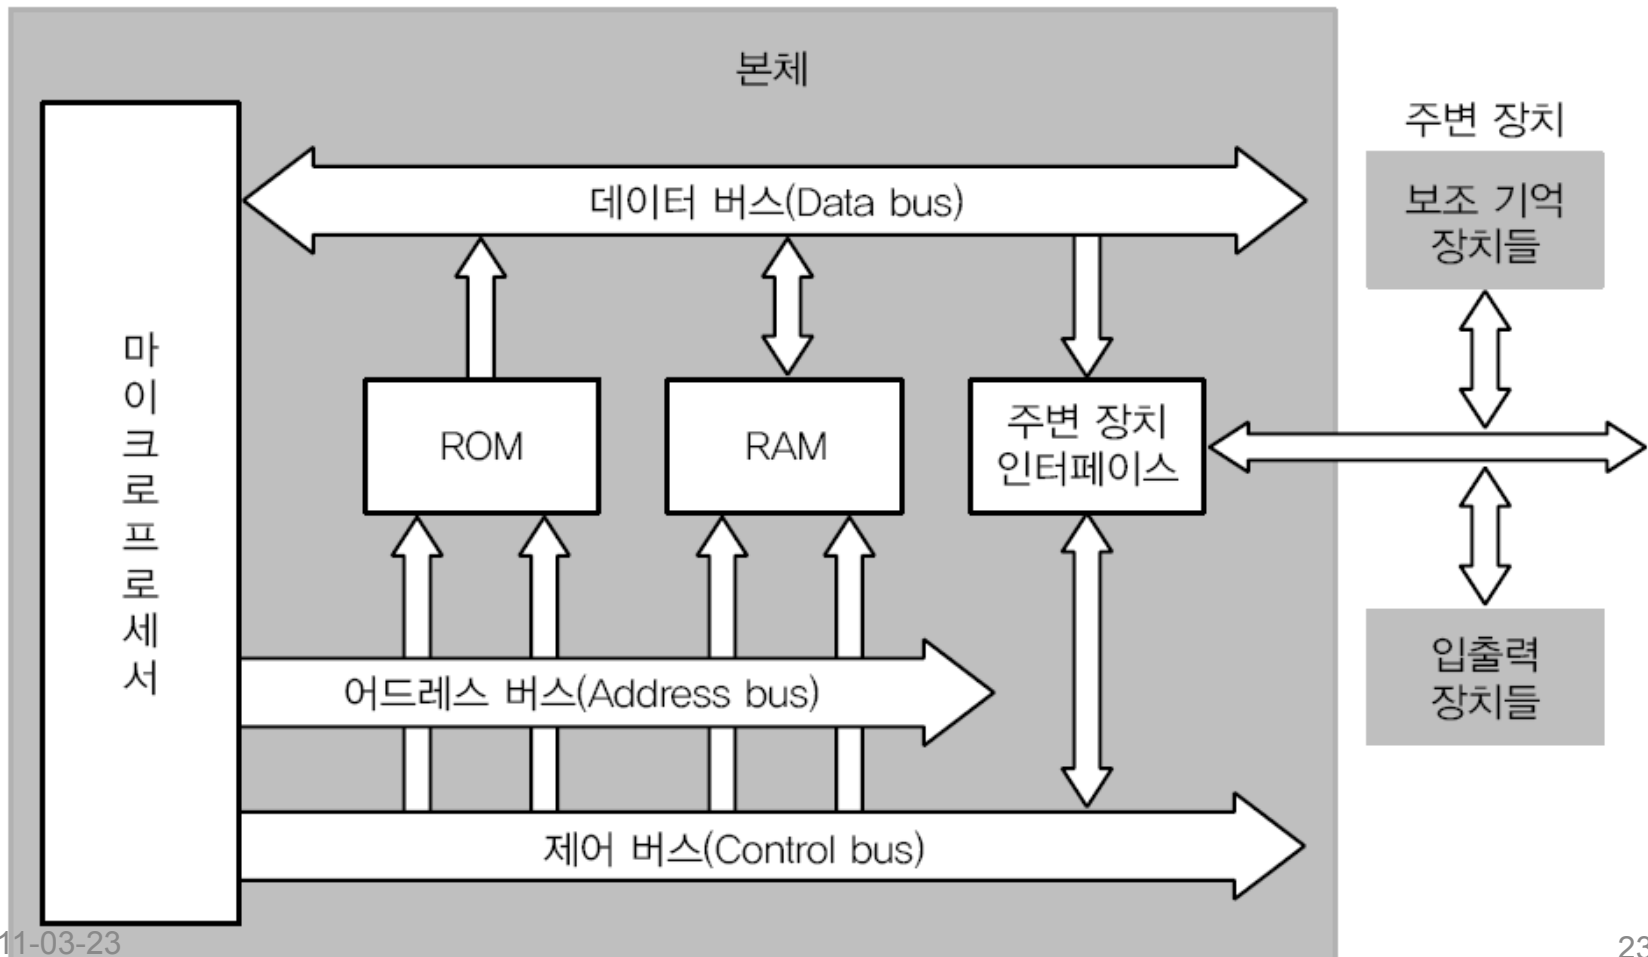 본체
주변 장치
데이터 버스(Data bus)
보조 기억
장치들
마이크로프로세서
ROM
RAM
주변 장치
인터페이스
입출력
장치들
어드레스 버스(Address bus)
제어 버스(Control bus)
11-03-23
23